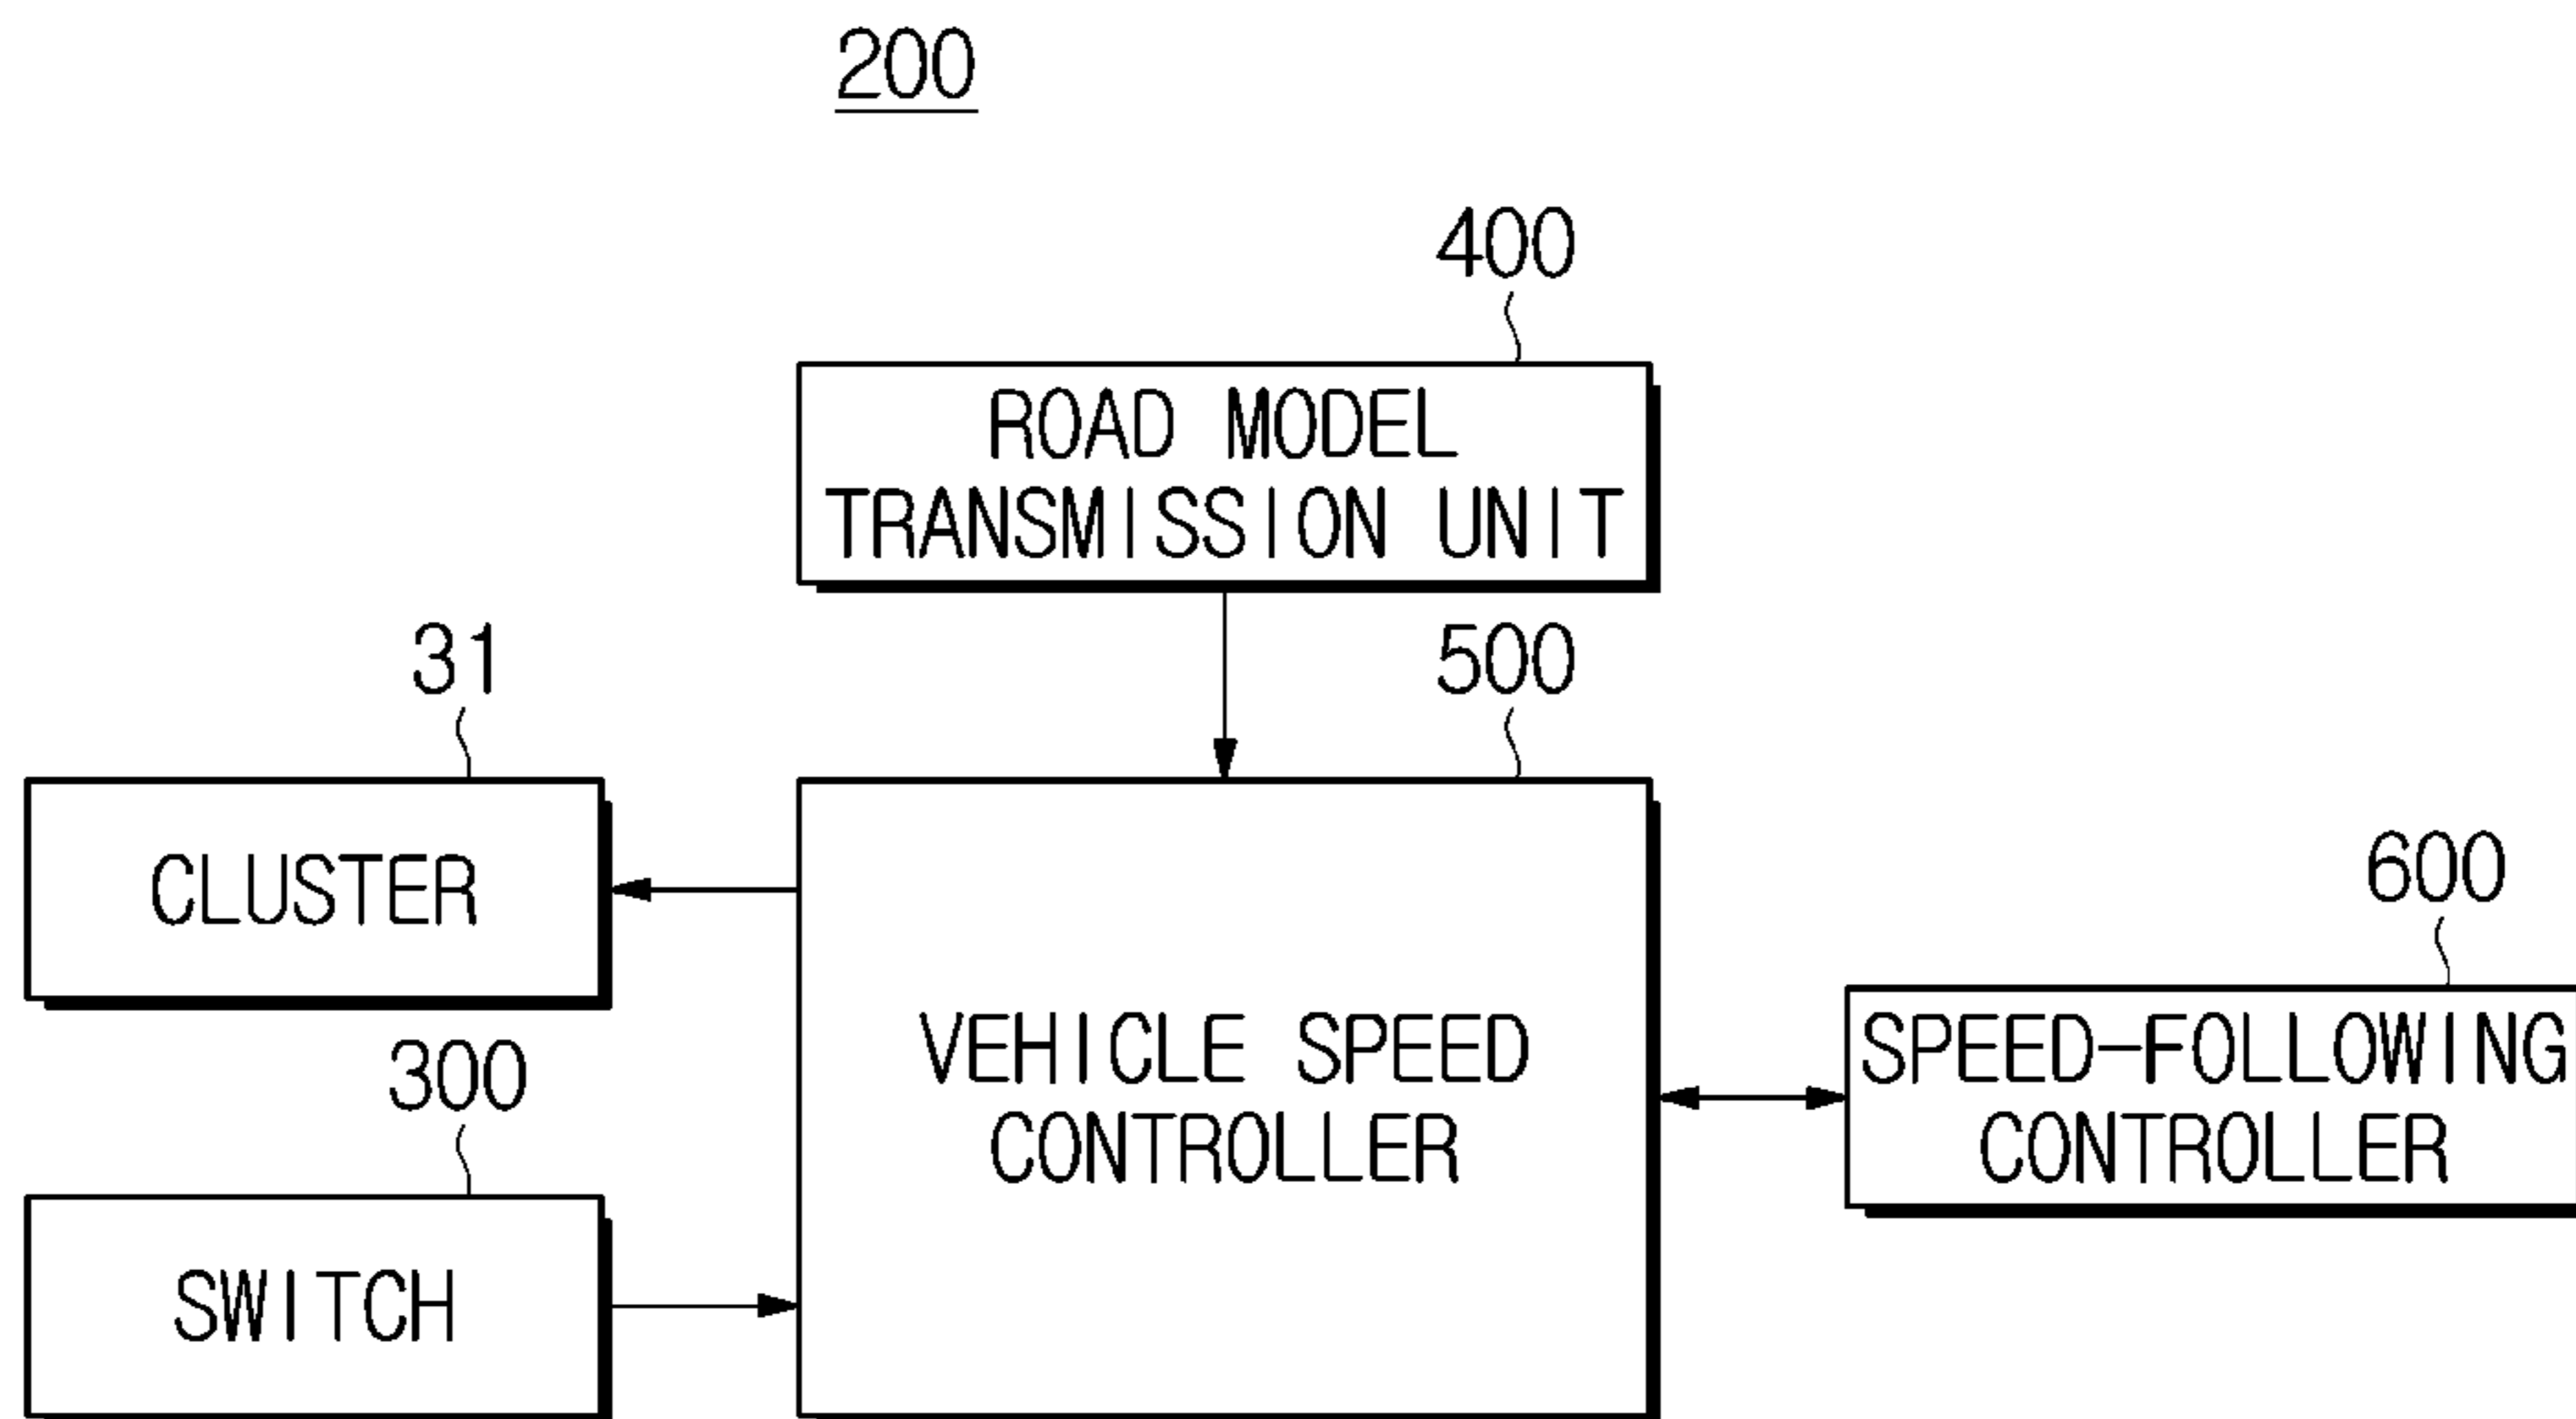 200
400
ROAD MODEL
TRANSMISSION UNIT
31
500
CLUSTER
600
300
VEHICLE SPEED
CONTROLLER
SPEED-FOLLOWING
CONTROLLER
SWITCH